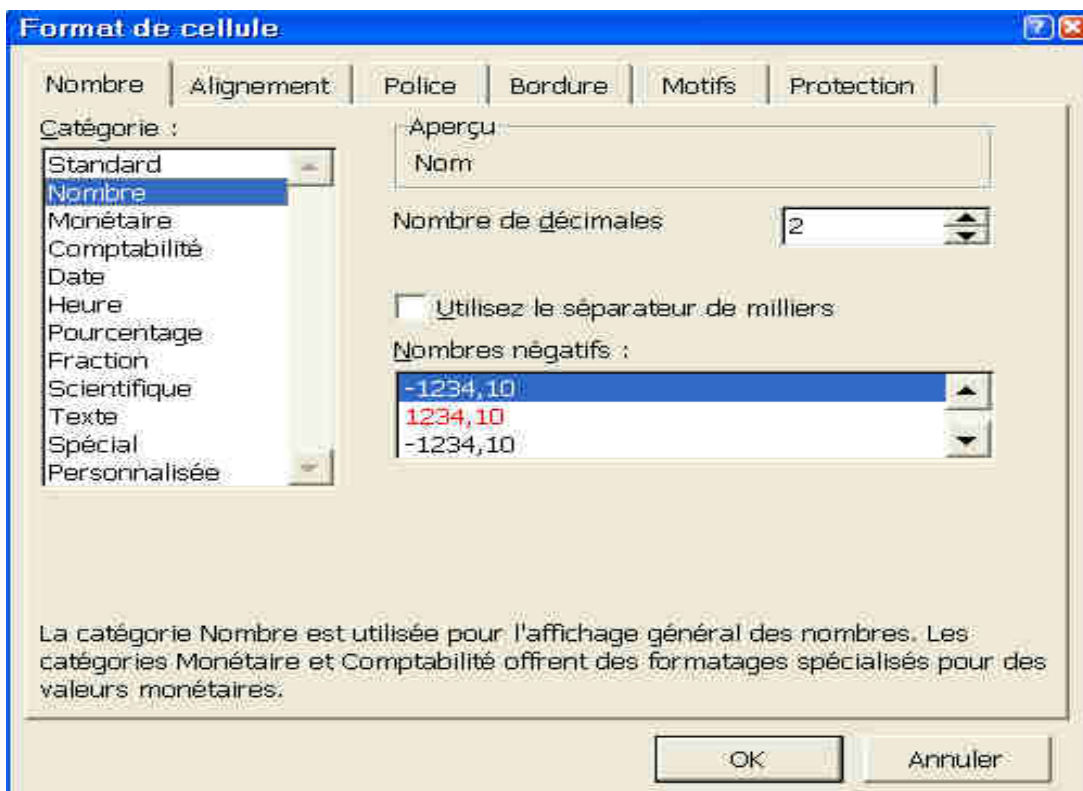 Format de cellule
Nombre Alignement Police Bordure Motifs Protection
Catégorie :
Standard
Nombre
Monétaire
Comptabilité
Date
Heure
Pourcentage
Fraction
Scientifique
Texte
Spécial
Personnalisée
Aperçu
Nom
Nombre de décimales 2
Utilisez le séparateur de milliers
Nombres négatifs :
-1234,10
1234,10
-1234,10
La catégorie Nombre est utilisée pour l'affichage général des nombres. Les
catégories Monétaire et Comptabilité offrent des formatages spécialisés pour des
valeurs monétaires.
OK Annuler